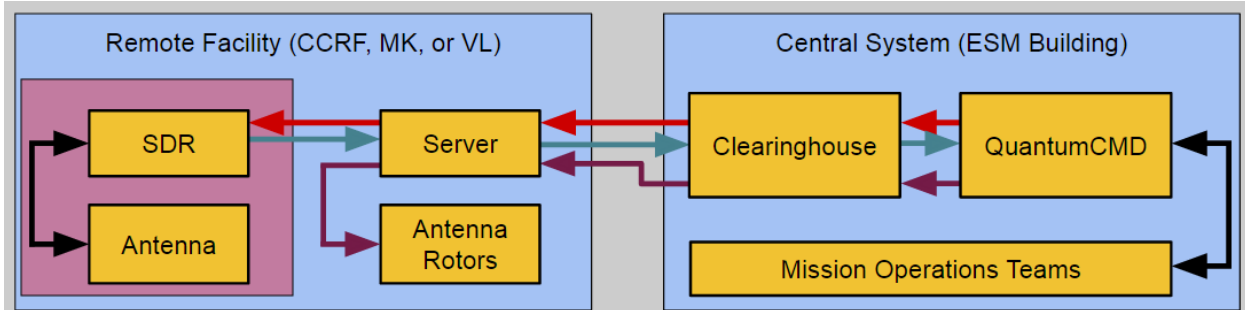 Remote Facility (CCRF, MK, or VL)
SDR
Server
Antenna
Antenna
Rotors
Central System (ESM Building)
Clearinghouse
QuantumCMD
Mission Operations Teams